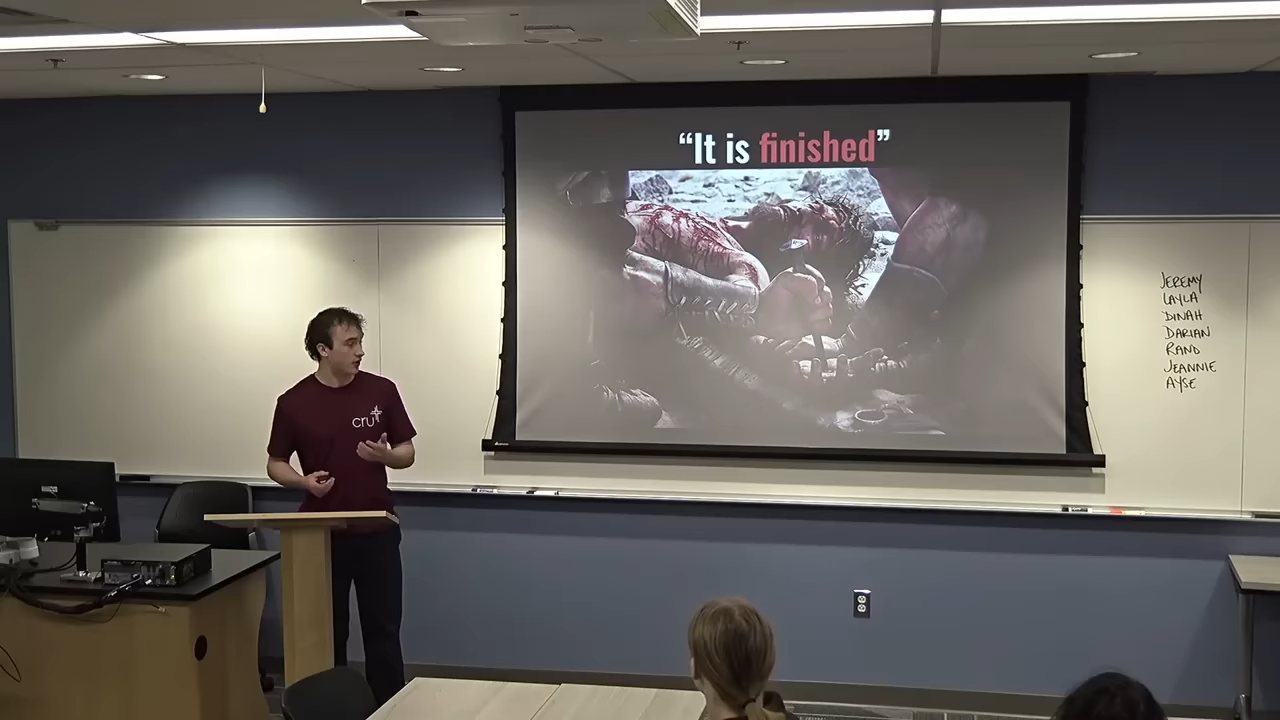 “It is finished”
cru
JEREMY
LAYLA
DINAH
DARIAN
RAND
JEANNIE
AYSE